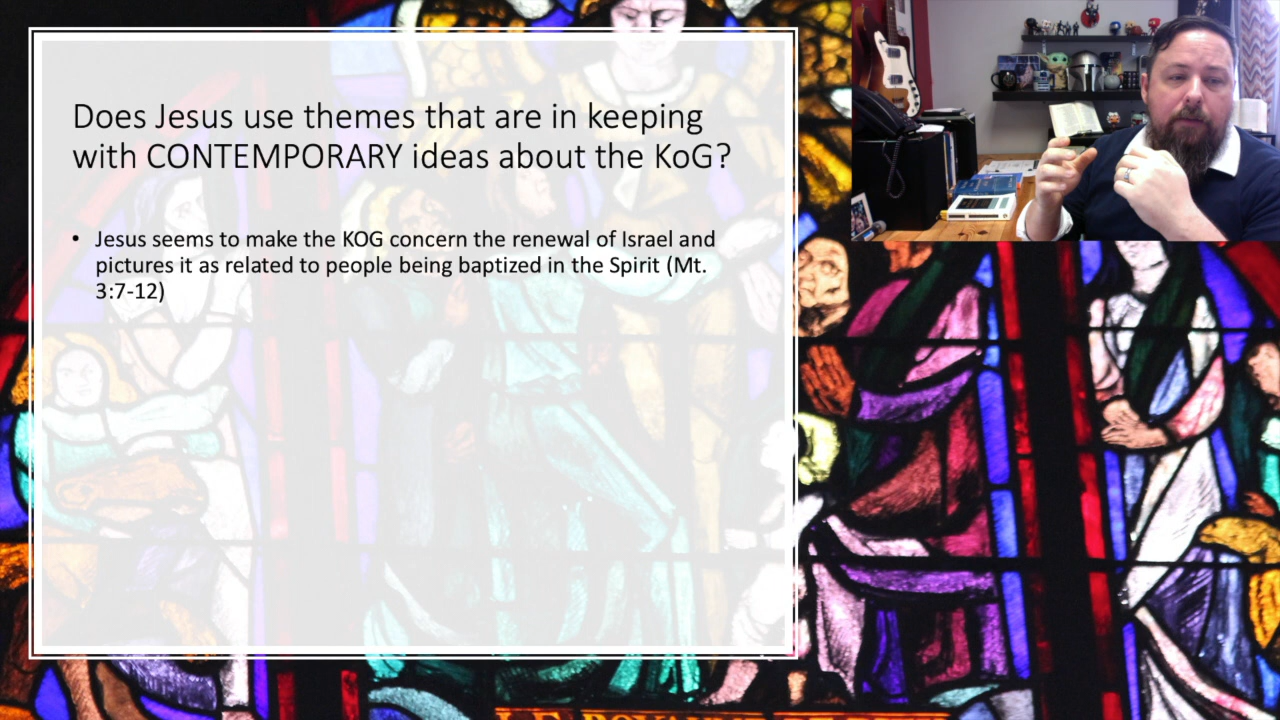 Does Jesus use themes that are in keeping
with CONTEMPORARY ideas about the KoG?
• Jesus seems to make the KOG concern the renewal of Israel and
pictures it as related to people being baptized in the Spirit (Mt.
3:7-12)